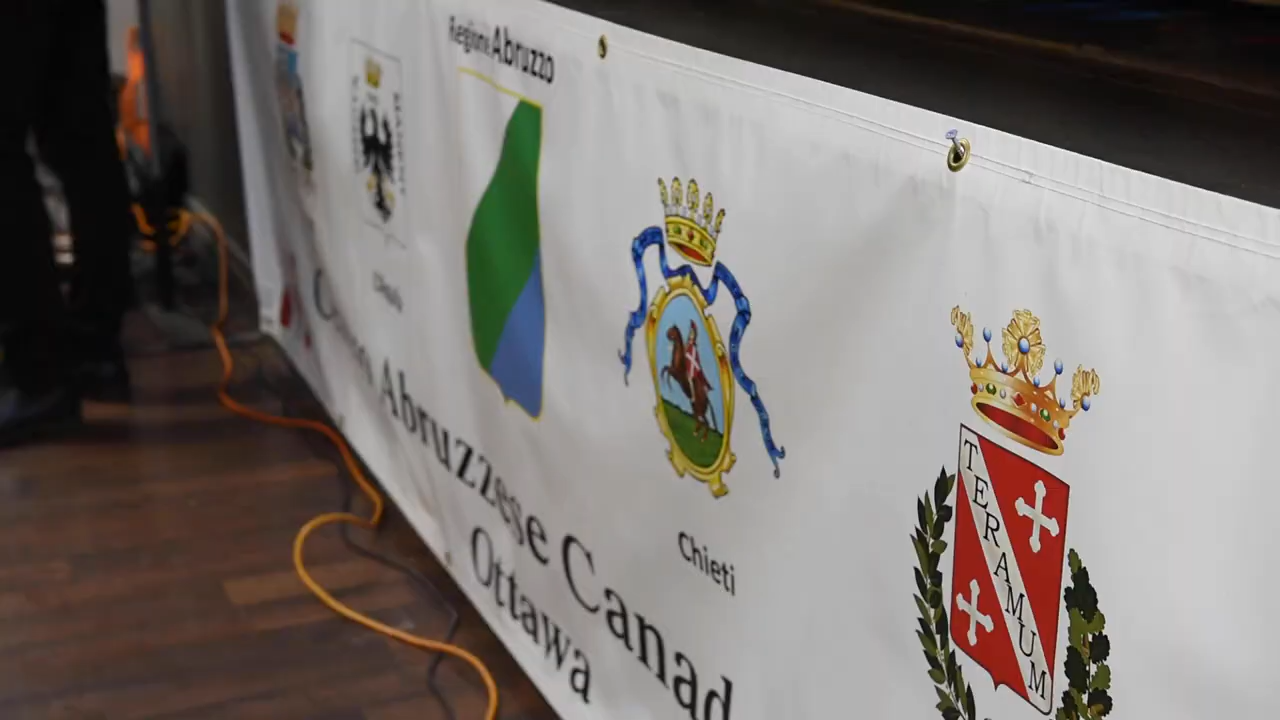 Regione Abruzzo
Chieti
TERAMUM
Abruzzese Canad
Ottawa